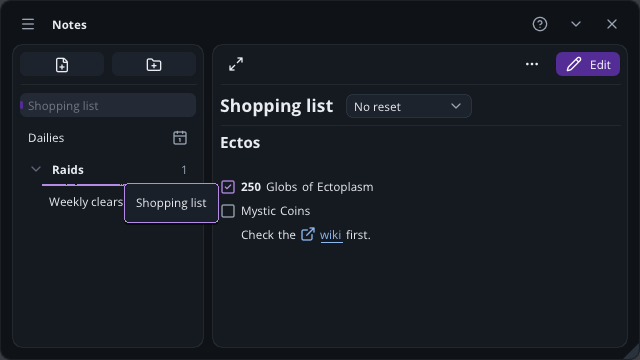 Notes
Edit
Shopping list
Shopping list
No reset
Dailies
Ectos
Raids 1
Weekly clears
Shopping list
250 Globs of Ectoplasm
Mystic Coins
Check the wiki first.